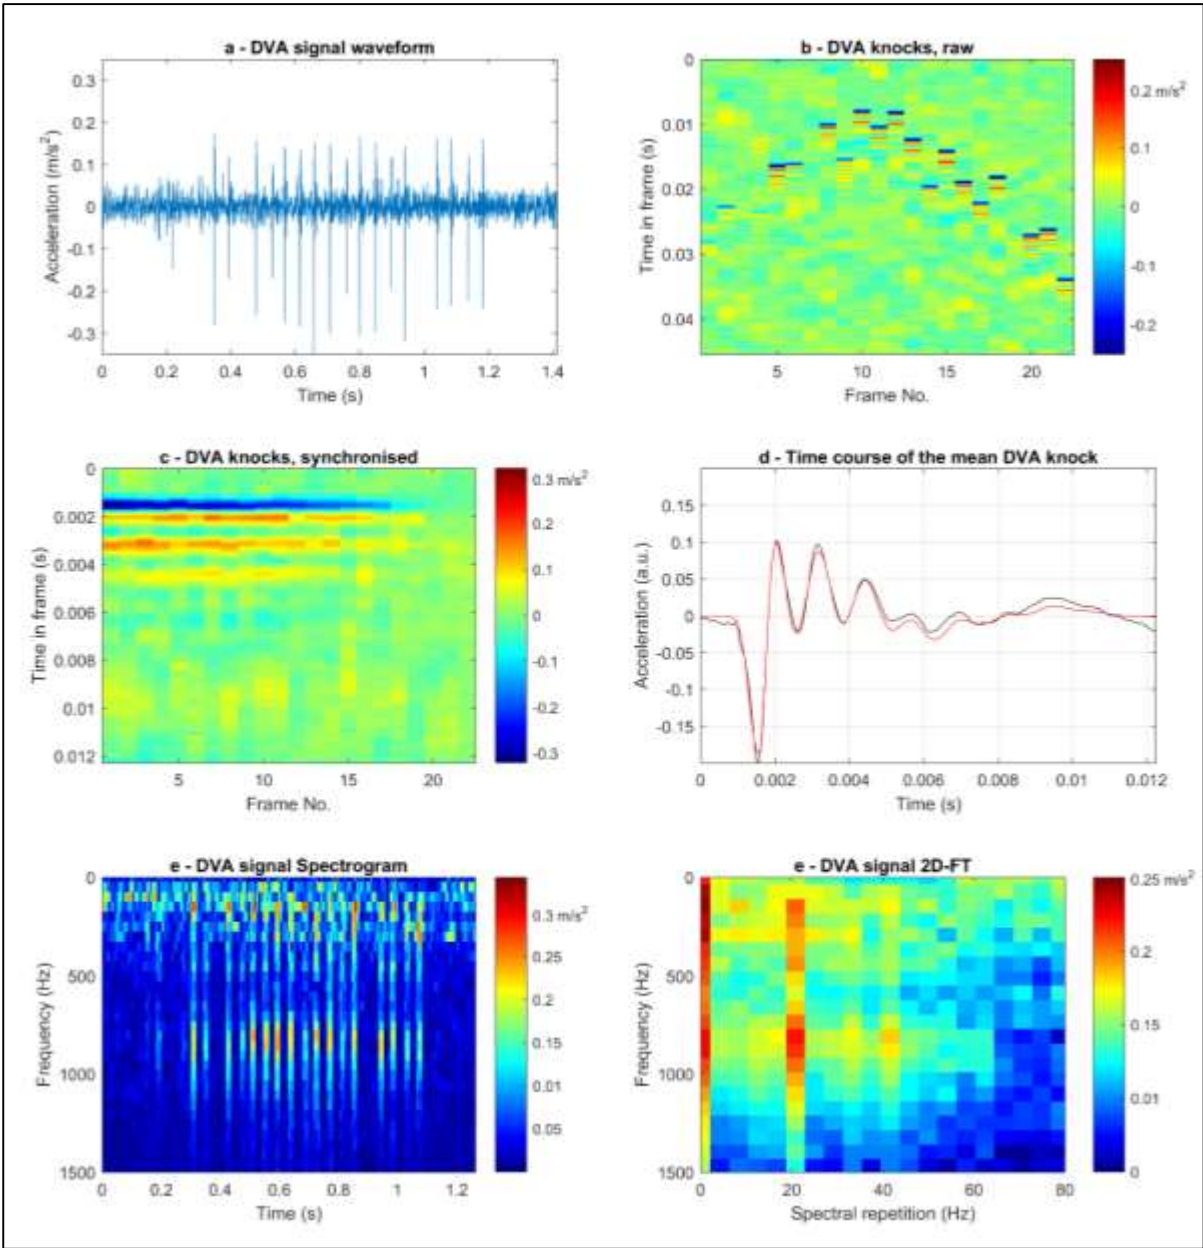 a - DVA signal waveform
0.3
0.2
0.1
0
-0.1
-0.2
-0.3
Acceleration (m/s²)
0 0.2 0.4 0.6 0.8 1 1.2 1.4
Time (s)
b - DVA knocks, raw
0
0.01
0.02
0.03
0.04
Time in frame (s)
5 10 15 20
Frame No.
0.2 m/s²
0.1
0
-0.1
-0.2
c - DVA knocks, synchronised
0
0.002
0.004
0.006
0.008
0.01
0.012
Time in frame (s)
5 10 15 20
Frame No.
0.3 m/s²
0.2
0.1
0
-0.1
-0.2
-0.3
d - Time course of the mean DVA knock
0.15
0.1
0.05
0
-0.05
-0.1
-0.15
Acceleration (a.u.)
0 0.002 0.004 0.006 0.008 0.01 0.012
Time (s)
e - DVA signal Spectrogram
0
500
1000
1500
Frequency (Hz)
0 0.2 0.4 0.6 0.8 1 1.2
Time (s)
0.3 m/s²
0.25
0.2
0.15
0.1
0.05
e - DVA signal 2D-FT
0
500
1000
1500
Frequency (Hz)
0 20 40 60 80
Spectral repetition (Hz)
0.25 m/s²
0.2
0.15
0.01
0